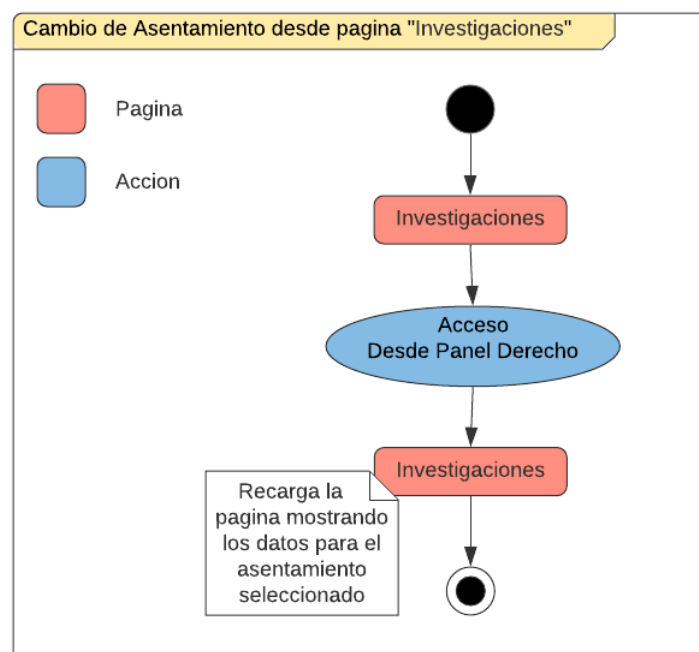 Cambio de Asentamiento desde pagina "Investigaciones"
Pagina
Accion
Investigaciones
Acceso
Desde Panel Derecho
Investigaciones
Recarga la
pagina mostrando
los datos para el
asentamiento
seleccionado